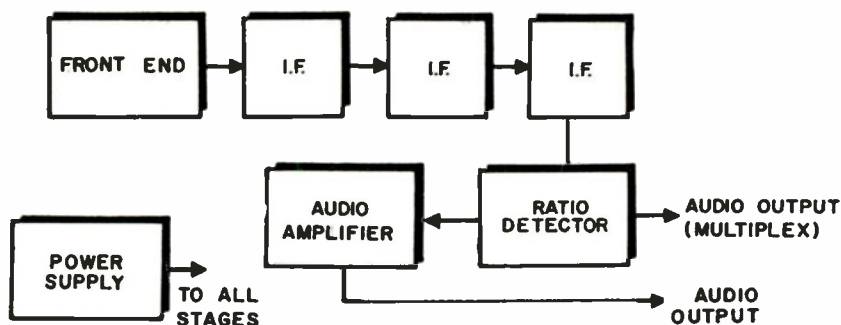 FRONT END
I.F.
I.F.
I.F.
AUDIO
AMPLIFIER
RATIO
DETECTOR
AUDIO OUTPUT
(MULTIPLEX)
POWER
SUPPLY
TO ALL
STAGES
AUDIO
OUTPUT